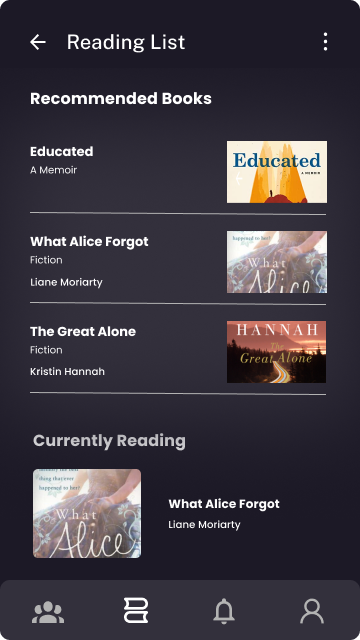 Reading List
Recommended Books
Educated
A Memoir
Educated
A MEMOIR
What Alice Forgot
Fiction
Liane Moriarty
happened to her?
What
Alice
The Great Alone
Fiction
Kristin Hannah
HANNAH
The
Great Alone
Currently Reading
thing that ever
happened to her?
What
Alice
What Alice Forgot
Liane Moriarty